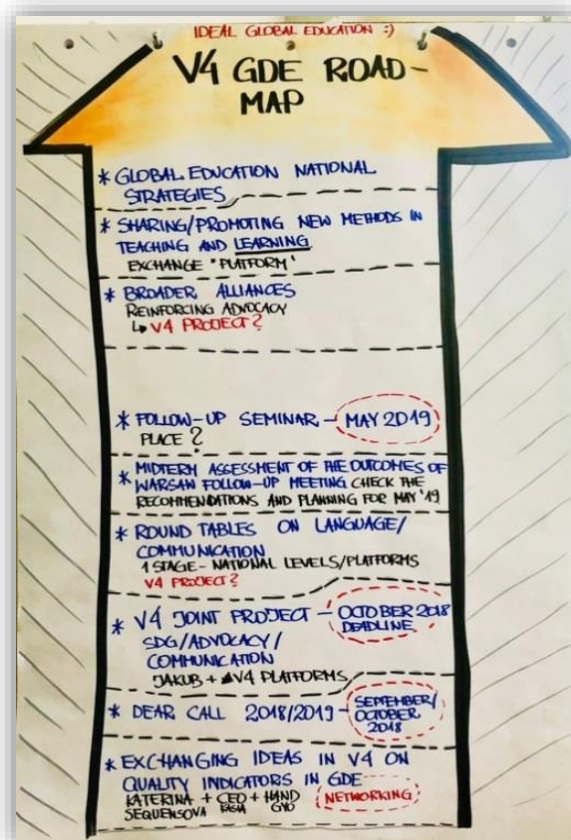 IDEAL GLOBAL EDUCATION :)
V4 GDE ROAD-
MAP
* GLOBAL EDUCATION NATIONAL
STRATEGIES
* SHARING/PROMOTING NEW METHODS IN
TEACHING AND LEARNING
EXCHANGE "PLATFORM"
* BROADER ALLIANCES
REINFORCING ADVOCACY
↳ V4 PROJECT?
* FOLLOW-UP SEMINAR - MAY 2019
PLACE?
* MIDTERM ASSESSMENT OF THE OUTCOMES OF
WARSAW FOLLOW-UP MEETING CHECK THE
RECOMMENDATIONS AND PLANNING FOR MAY '19
* ROUND TABLES ON LANGUAGE/
COMMUNICATION
1 STAGE - NATIONAL LEVELS/PLATFORMS
V4 PROJECT?
* V4 JOINT PROJECT - OCTOBER 2018
DEADLINE
SDG/ADVOCACY/
COMMUNICATION
JAKUB + V4 PLATFORMS
* DEAR CALL 2018/2019 - SEPTEMBER/
OCTOBER
2018
* EXCHANGING IDEAS IN V4 ON
QUALITY INDICATORS IN GDE
KATERINA + CEO + HAND NETWORKING
SEQUENSOVA KASIA GYO